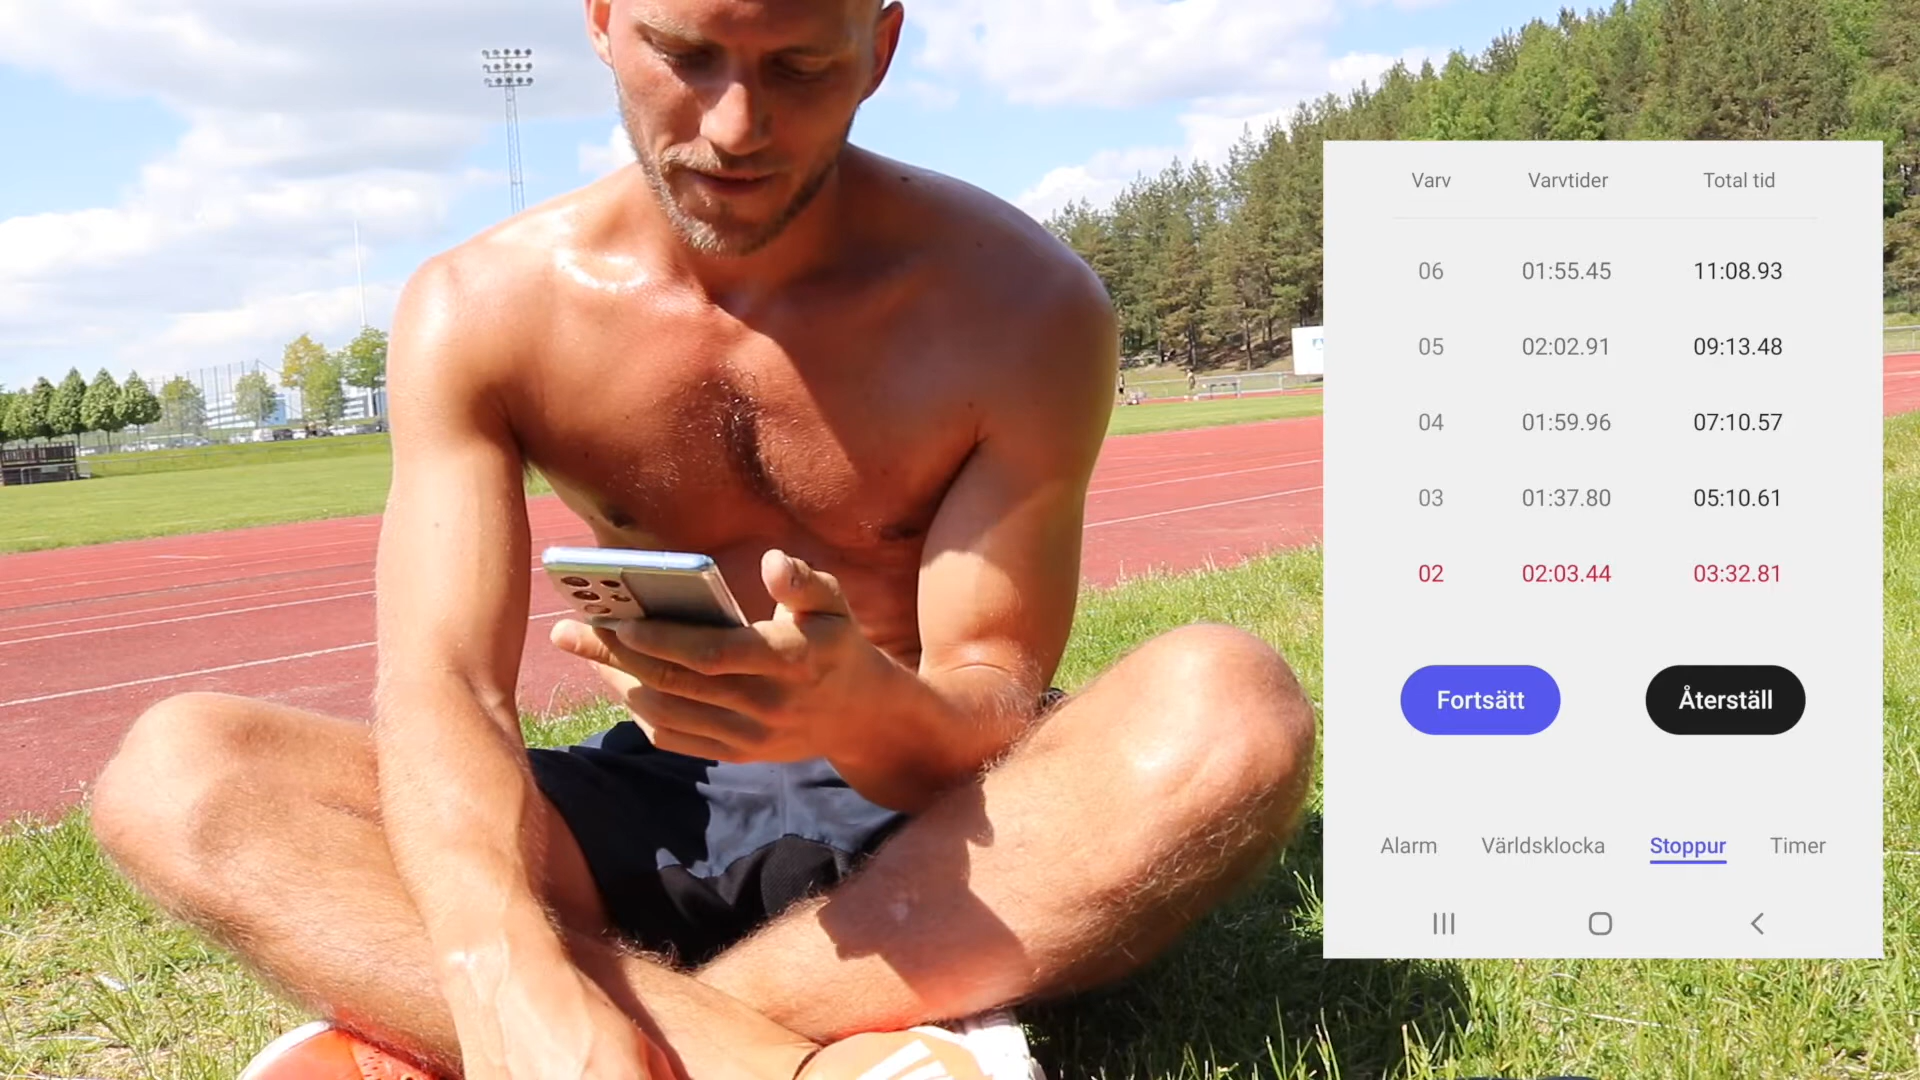 Varv Varvtider Total tid
06 01:55.45 11:08.93
05 02:02.91 09:13.48
04 01:59.96 07:10.57
03 01:37.80 05:10.61
02 02:03.44 03:32.81
Fortsätt Återställ
Alarm Världsklocka Stoppur Timer